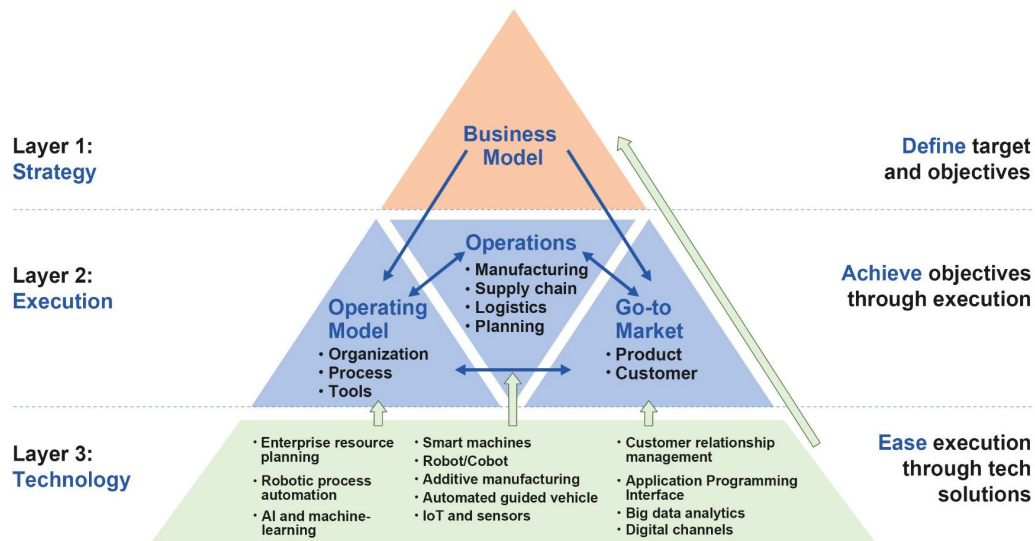 Business
Model
Layer 1:
Strategy
Define target
and objectives
Layer 2:
Execution
Operations
• Manufacturing
• Supply chain
• Logistics
• Planning
Operating
Model
• Organization
• Process
• Tools
Go-to
Market
• Product
• Customer
Achieve objectives
through execution
Layer 3:
Technology
• Enterprise resource
planning
• Robotic process
automation
• AI and machine-
learning
• Smart machines
• Robot/Cobot
• Additive manufacturing
• Automated guided vehicle
• IoT and sensors
• Customer relationship
management
• Application Programming
Interface
• Big data analytics
• Digital channels
Ease execution
through tech
solutions